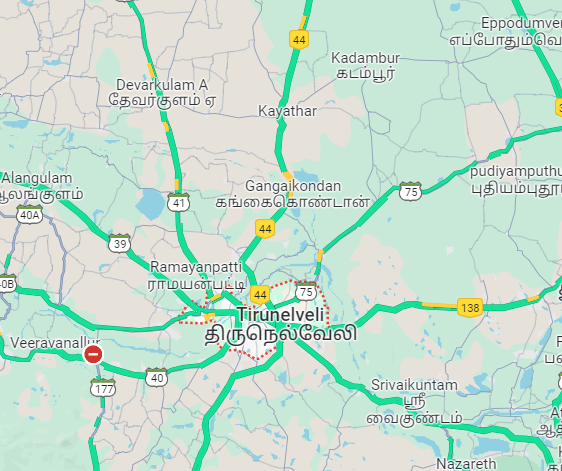 44
Eppodumve
எப்போதும்வெ
Kadambur
கடம்பூர்
Devarkulam A
தேவர்குளம் ஏ
Kayathar
Alangulam
ஆலங்குளம்
pudiyamputhu
புதியம்புதூர
Gangaikondan
கங்கைகொண்டான்
75
41
40A
44
39
Ramayanpatti
ராமயன்பட்டி
40B
44
75
138
Tirunelveli
திருநெல்வேலி
Veeravanallur
40
177
Srivaikuntam
ஸ்ரீ
வைகுண்டம்
Nazareth